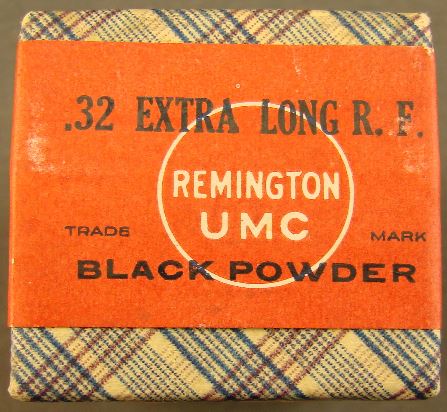 .32 EXTRA LONG R. F.
REMINGTON
UMC
TRADE MARK
BLACK POWDER